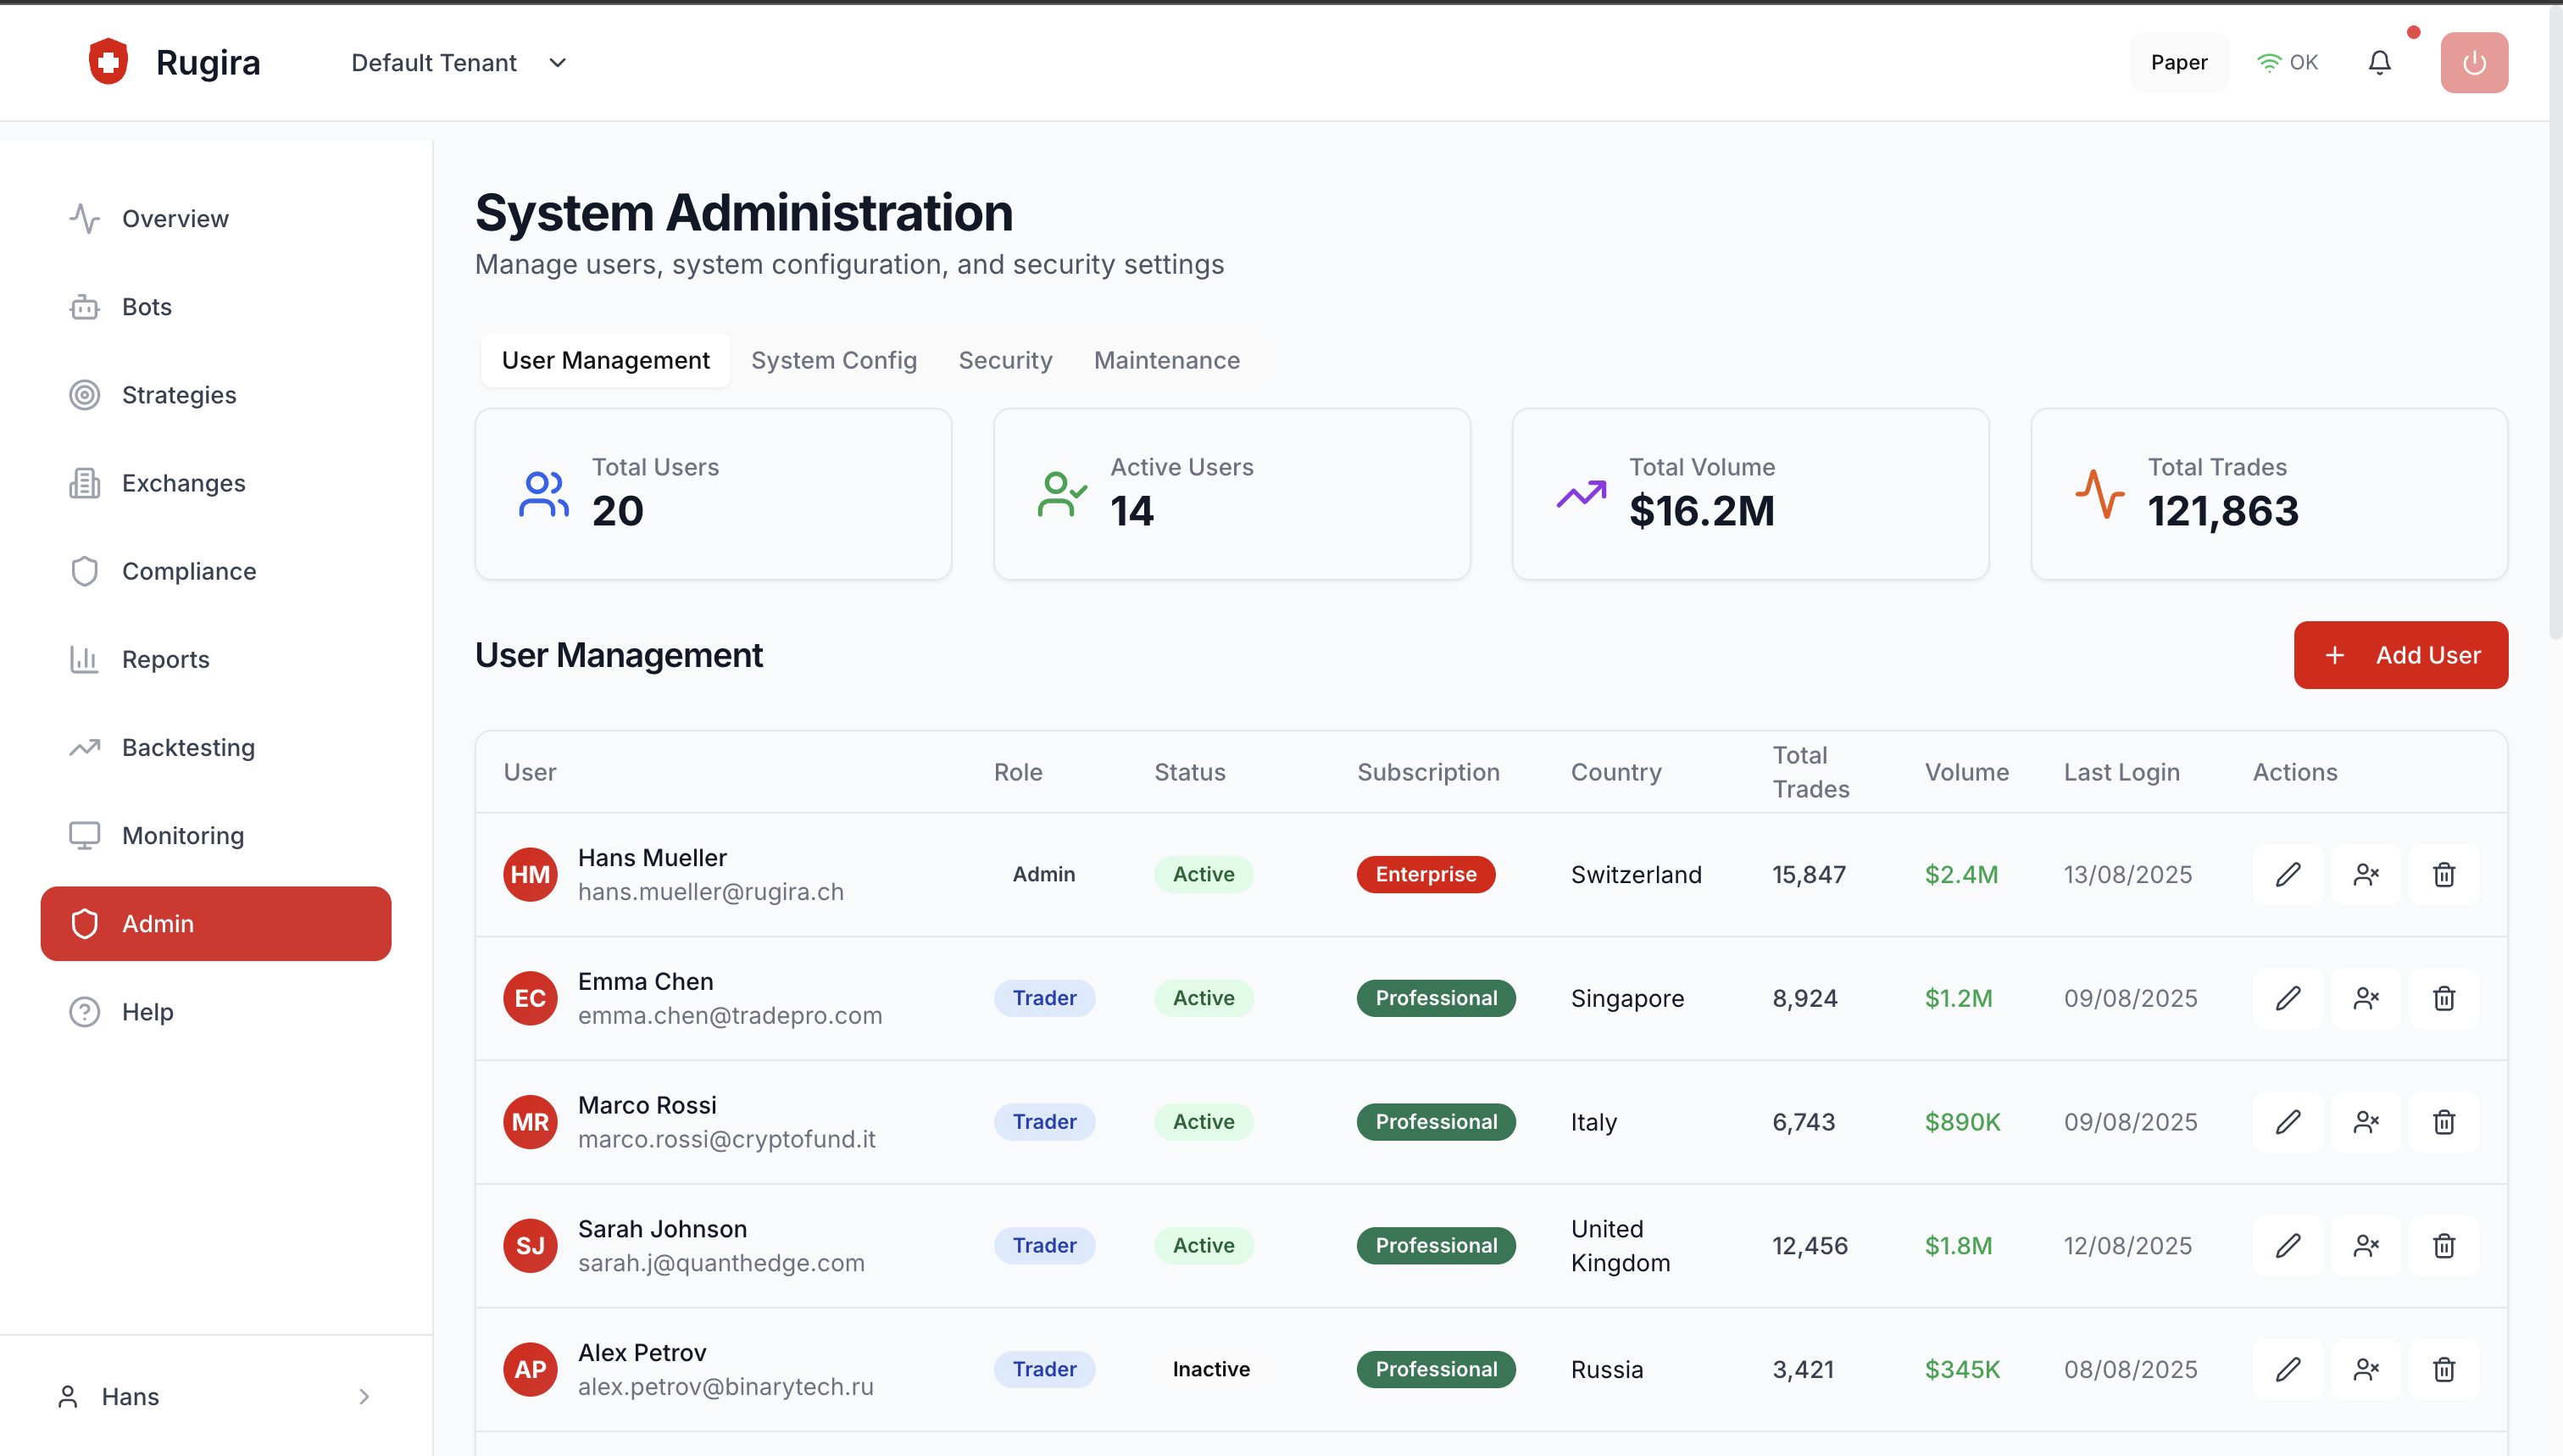 Rugira
Default Tenant
Paper
OK
Overview
Bots
Strategies
Exchanges
Compliance
Reports
Backtesting
Monitoring
Admin
Help
Hans
System Administration
Manage users, system configuration, and security settings
User Management System Config Security Maintenance
Total Users
20
Active Users
14
Total Volume
$16.2M
Total Trades
121,863
User Management
+ Add User
User Role Status Subscription Country Total Trades Volume Last Login Actions
HM Hans Mueller
hans.mueller@rugira.ch
Admin Active Enterprise Switzerland 15,847 $2.4M 13/08/2025
EC Emma Chen
emma.chen@tradepro.com
Trader Active Professional Singapore 8,924 $1.2M 09/08/2025
MR Marco Rossi
marco.rossi@cryptofund.it
Trader Active Professional Italy 6,743 $890K 09/08/2025
SJ Sarah Johnson
sarah.j@quanthedge.com
Trader Active Professional United Kingdom 12,456 $1.8M 12/08/2025
AP Alex Petrov
alex.petrov@binarytech.ru
Trader Inactive Professional Russia 3,421 $345K 08/08/2025